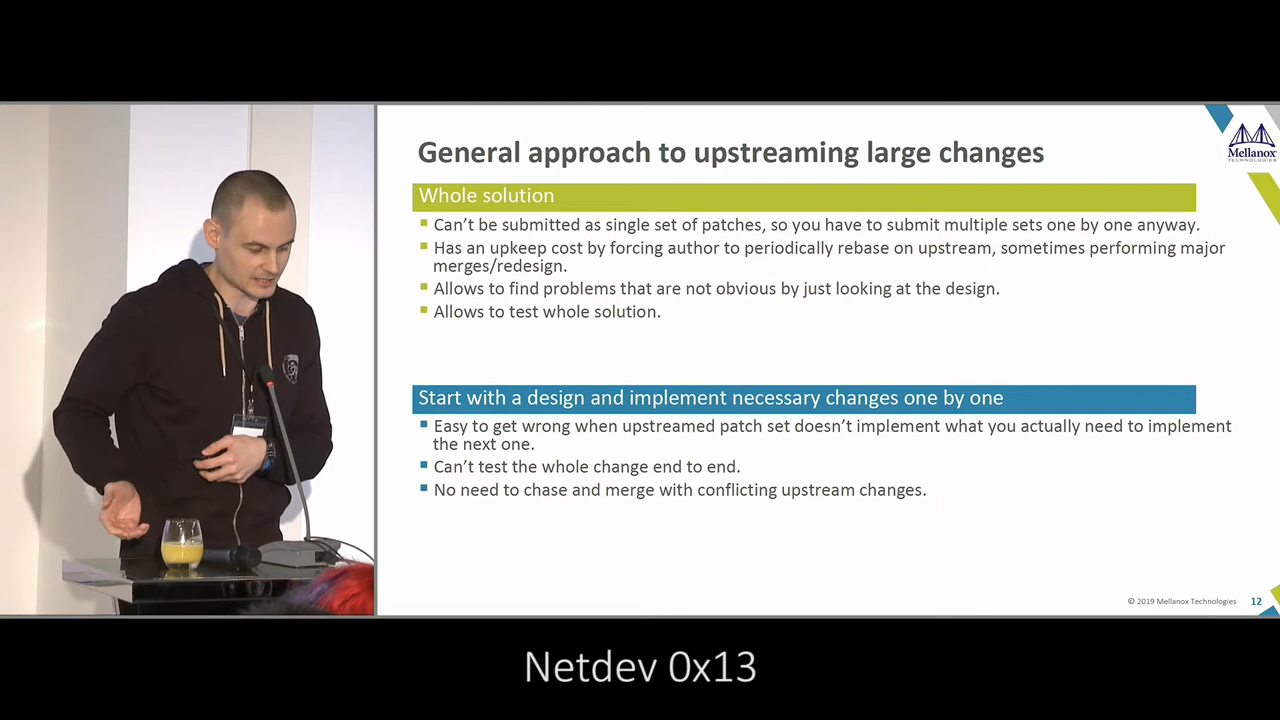 General approach to upstreaming large changes
Mellanox
TECHNOLOGIES
Whole solution
Can't be submitted as single set of patches, so you have to submit multiple sets one by one anyway.
Has an upkeep cost by forcing author to periodically rebase on upstream, sometimes performing major
merges/redesign.
Allows to find problems that are not obvious by just looking at the design.
Allows to test whole solution.
Start with a design and implement necessary changes one by one
Easy to get wrong when upstreamed patch set doesn't implement what you actually need to implement
the next one.
Can't test the whole change end to end.
No need to chase and merge with conflicting upstream changes.
© 2019 Mellanox Technologies 12
Netdev 0x13